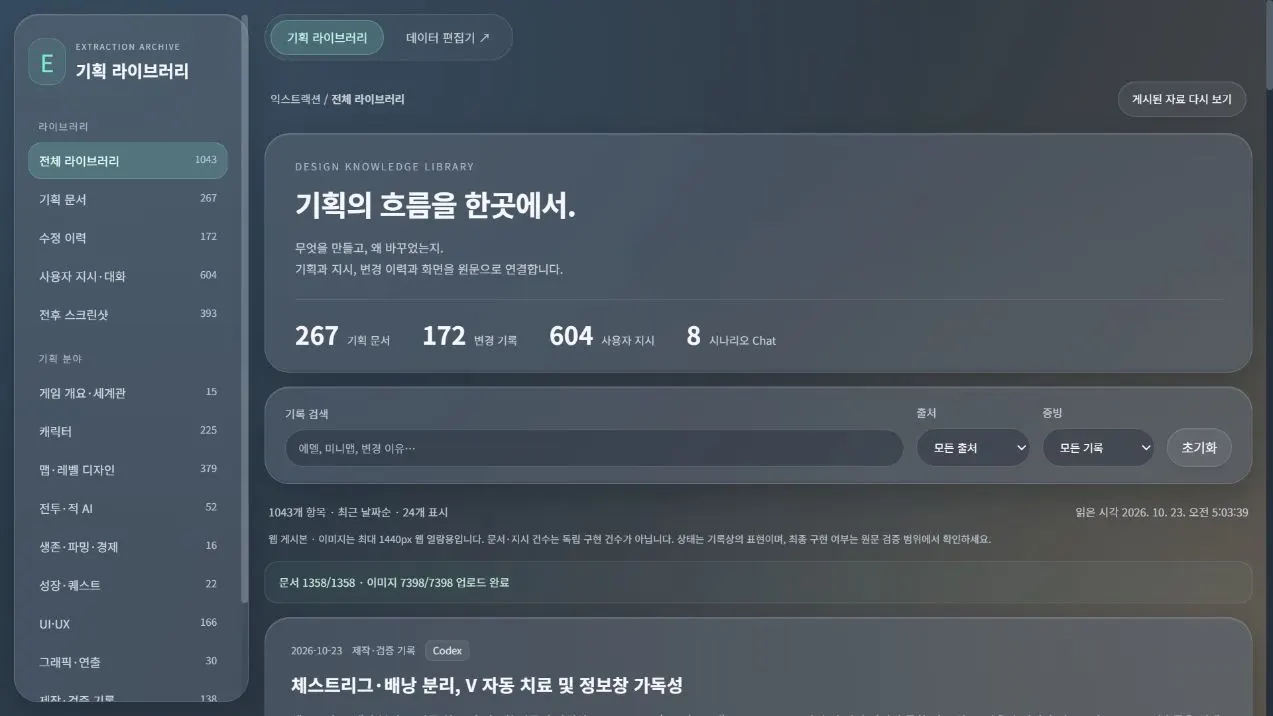 E
EXTRACTION ARCHIVE
기획 라이브러리
라이브러리
전체 라이브러리 1043
기획 문서 267
수정 이력 172
사용자 지시·대화 604
전후 스크린샷 393
기획 분야
게임 개요·세계관 15
캐릭터 225
맵·레벨 디자인 379
전투·적 AI 52
생존·파밍·경제 16
성장·퀘스트 22
UI·UX 166
그래픽·연출 30
제작·검증 기록 138
기획 라이브러리 데이터 편집기 ↗
익스트랙션 / 전체 라이브러리 게시된 자료 다시 보기
DESIGN KNOWLEDGE LIBRARY
기획의 흐름을 한곳에서.
무엇을 만들고, 왜 바꾸었는지.
기획과 지시, 변경 이력과 화면을 원문으로 연결합니다.
267 기획 문서 172 변경 기록 604 사용자 지시 8 시나리오 Chat
기록 검색 출처 증빙
에멜, 미니맵, 변경 이유… 모든 출처 모든 기록 초기화
1043개 항목 · 최근 날짜순 · 24개 표시 읽은 시각 2026. 10. 23. 오전 5:03:39
웹 게시본 · 이미지는 최대 1440px 웹 열람용입니다. 문서·지시 건수는 독립 구현 건수가 아닙니다. 상태는 기록상의 표현이며, 최종 구현 여부는 원문 검증 범위에서 확인하세요.
문서 1358/1358 · 이미지 7398/7398 업로드 완료
2026-10-23 제작·검증 기록 Codex
체스트리그·배낭 분리, V 자동 치료 및 정보창 가독성